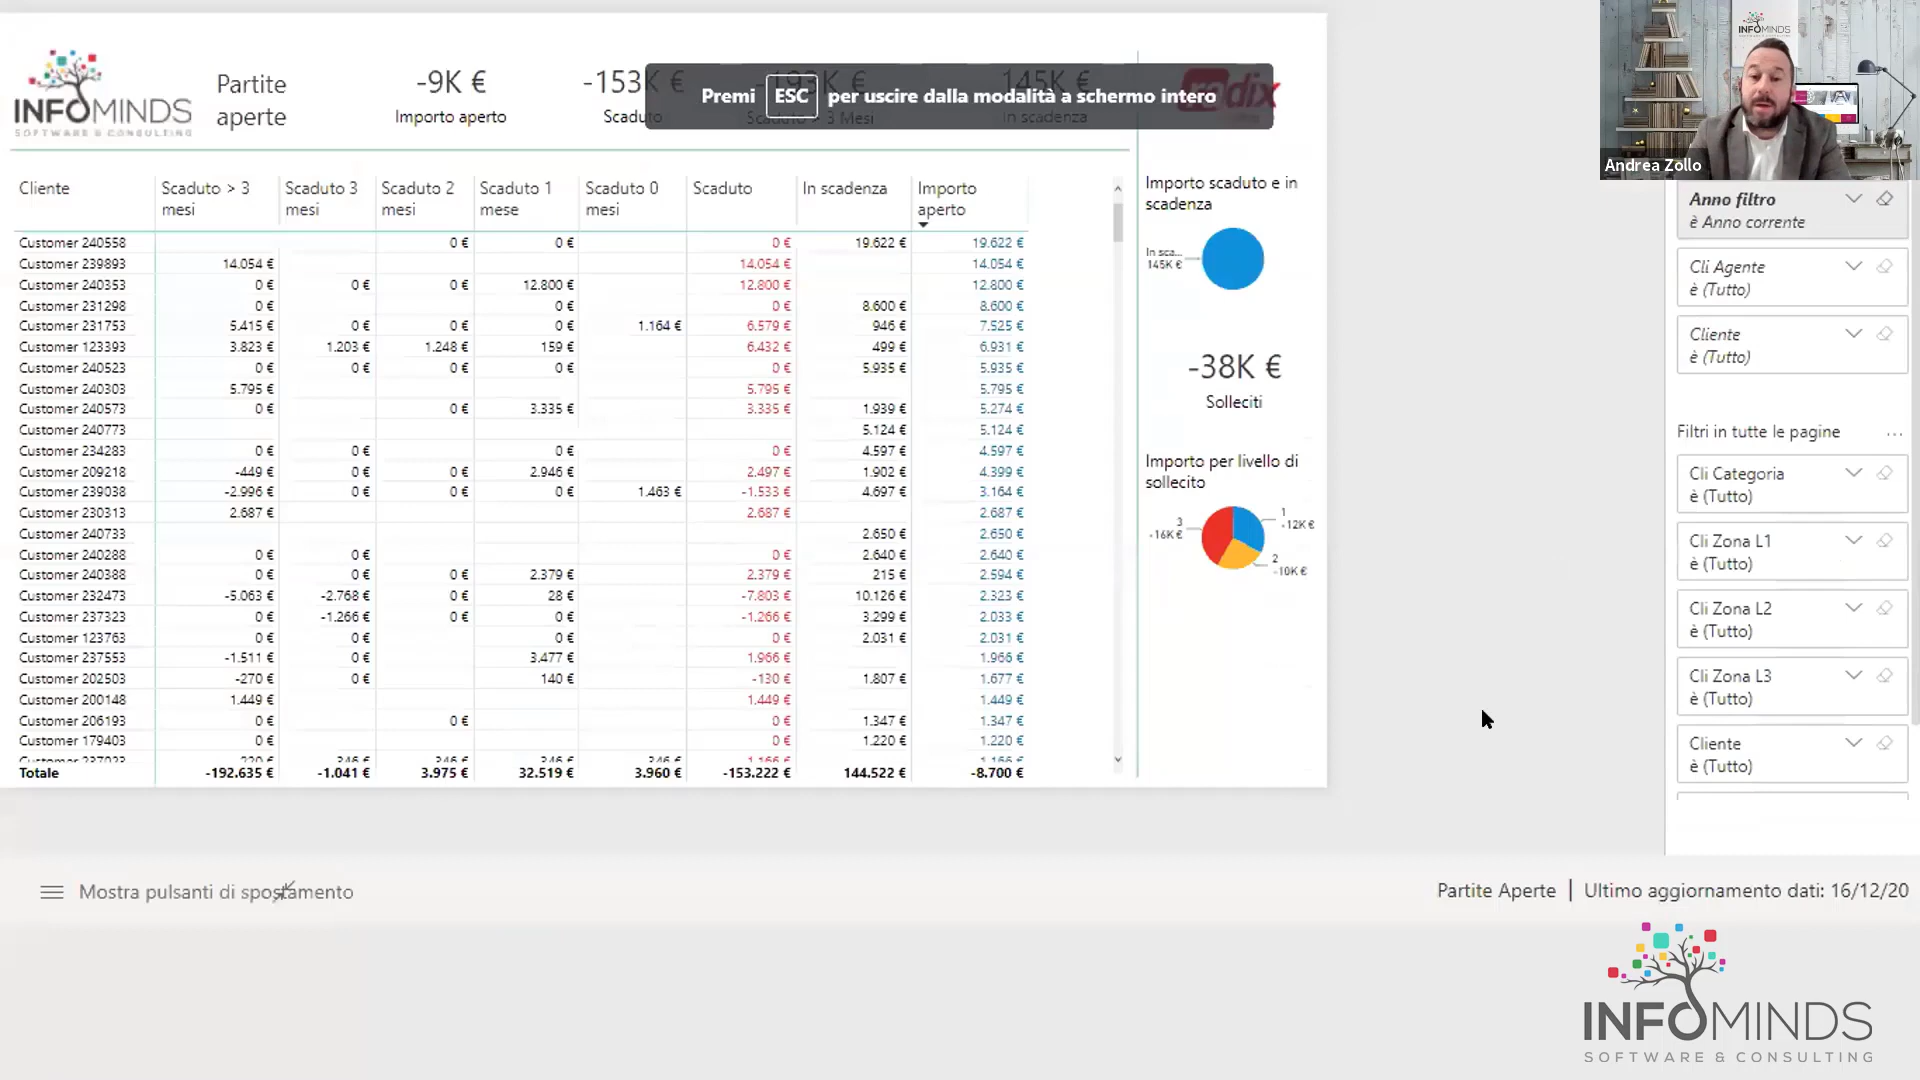 INFOMINDS
SOFTWARE & CONSULTING
Partite
aperte
-9K €
Importo aperto
-153K €
Scaduto
-193K €
Scaduto > 3 Mesi
145K €
In scadenza
Premi ESC per uscire dalla modalità a schermo intero
Cliente Scaduto > 3 mesi Scaduto 3 mesi Scaduto 2 mesi Scaduto 1 mese Scaduto 0 mesi Scaduto In scadenza Importo aperto
Customer 240558 0 € 0 € 0 € 19.622 € 19.622 €
Customer 239893 14.054 € 14.054 € 14.054 €
Customer 240353 0 € 0 € 0 € 12.800 € 12.800 € 12.800 €
Customer 231298 0 € 0 € 0 € 8.600 € 8.600 €
Customer 231753 5.415 € 0 € 0 € 0 € 1.164 € 6.579 € 946 € 7.525 €
Customer 123393 3.823 € 1.203 € 1.248 € 159 € 6.432 € 499 € 6.931 €
Customer 240523 0 € 0 € 0 € 0 € 0 € 5.935 € 5.935 €
Customer 240303 5.795 € 5.795 € 5.795 €
Customer 240573 0 € 0 € 3.335 € 3.335 € 1.939 € 5.274 €
Customer 240773 5.124 € 5.124 €
Customer 234283 0 € 0 € 0 € 0 € 4.597 € 4.597 €
Customer 209218 -449 € 0 € 0 € 2.946 € 2.497 € 1.902 € 4.399 €
Customer 239038 -2.996 € 0 € 0 € 0 € 1.463 € -1.533 € 4.697 € 3.164 €
Customer 230313 2.687 € 2.687 € 2.687 €
Customer 240733 2.650 € 2.650 €
Customer 240288 0 € 0 € 0 € 2.640 € 2.640 €
Customer 240388 0 € 0 € 0 € 2.379 € 2.379 € 215 € 2.594 €
Customer 232473 -5.063 € -2.768 € 0 € 28 € -7.803 € 10.126 € 2.323 €
Customer 237323 0 € -1.266 € 0 € 0 € -1.266 € 3.299 € 2.033 €
Customer 123763 0 € 0 € 0 € 0 € 2.031 € 2.031 €
Customer 237553 -1.511 € 0 € 3.477 € 1.966 € 1.966 €
Customer 202503 -270 € 0 € 140 € -130 € 1.807 € 1.677 €
Customer 200148 1.449 € 1.449 € 1.449 €
Customer 206193 0 € 0 € 0 € 1.347 € 1.347 €
Customer 179403 0 € 0 € 1.220 € 1.220 €
Totale -192.635 € -1.041 € 3.975 € 32.519 € 3.960 € -153.222 € 144.522 € -8.700 €
Importo scaduto e in
scadenza
In sca...
145K €
-38K €
Solleciti
Importo per livello di
sollecito
3
-16K €
1
-12K €
2
-10K €
INFOMINDS
Andrea Zollo
Anno filtro
è Anno corrente
Cli Agente
è (Tutto)
Cliente
è (Tutto)
Filtri in tutte le pagine ...
Cli Categoria
è (Tutto)
Cli Zona L1
è (Tutto)
Cli Zona L2
è (Tutto)
Cli Zona L3
è (Tutto)
Cliente
è (Tutto)
Mostra pulsanti di spostamento
Partite Aperte | Ultimo aggiornamento dati: 16/12/20
INFOMINDS
SOFTWARE & CONSULTING